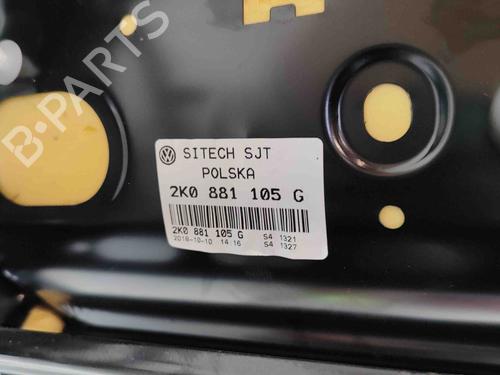 B-PARTS
SITECH SJT
POLSKA
2K0 881 105 G
2K0 881 105 G S4 1321
2018-10-10 14 16 S4 1327